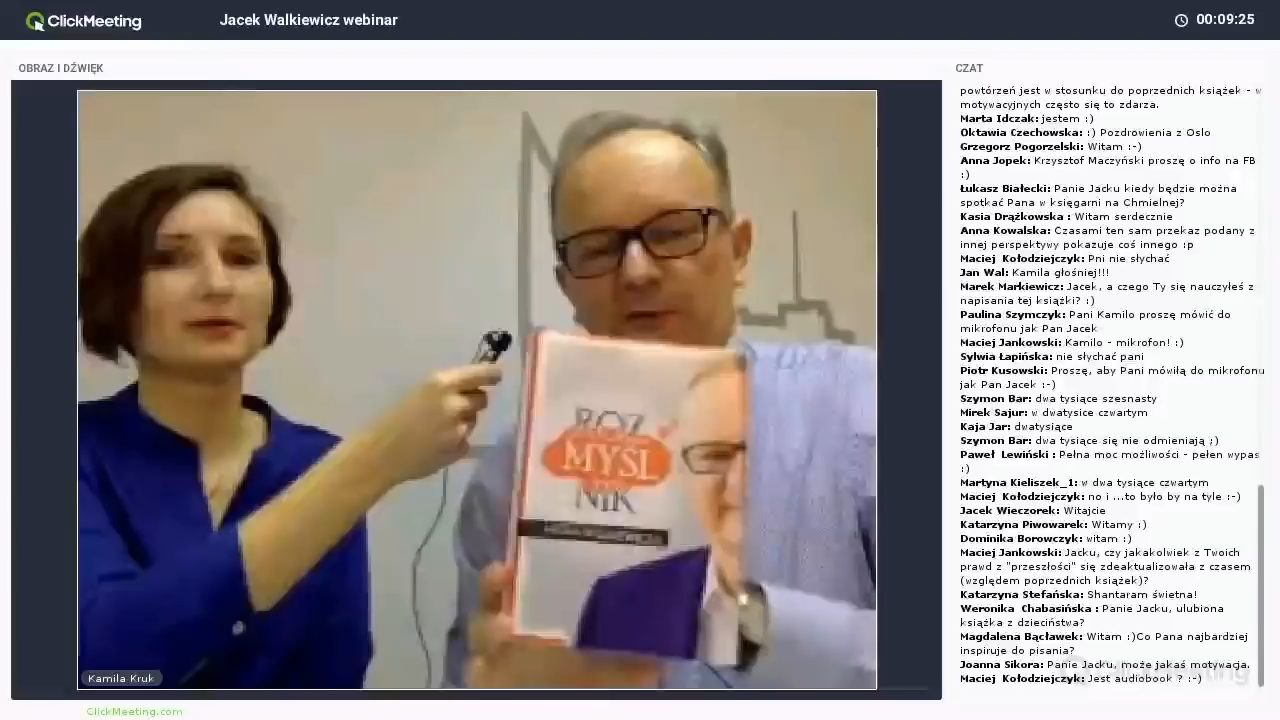 ClickMeeting
Jacek Walkiewicz webinar
00:09:25
OBRAZ I DŹWIĘK
CZAT
ROZ
MYŚL
NIK
Kamila Kruk
powtórzeń jest w stosunku do poprzednich książek - w
motywacyjnych często się to zdarza.
Marta Idczak: jestem :)
Oktawia Czechowska: :) Pozdrowienia z Oslo
Grzegorz Pogorzelski: Witam :-)
Anna Jopek: Krzysztof Maczyński proszę o info na FB
:)
Łukasz Białecki: Panie Jacku kiedy będzie można
spotkać Pana w księgarni na Chmielnej?
Kasia Drążkowska : Witam serdecznie
Anna Kowalska: Czasami ten sam przekaz podany z
innej perspektywy pokazuje coś innego :p
Maciej Kołodziejczyk: Pni nie słychać
Jan Wal: Kamila głośniej!!!
Marek Markiewicz: Jacek, a czego Ty się nauczyłeś z
napisania tej książki? :)
Paulina Szymczyk: Pani Kamilo proszę mówić do
mikrofonu jak Pan Jacek
Maciej Jankowski: Kamilo - mikrofon! :)
Sylwia Łapińska: nie słychać pani
Piotr Kusowski: Proszę, aby Pani mówiłą do mikrofonu
jak Pan Jacek :-)
Szymon Bar: dwa tysiące szesnasty
Mirek Sajur: w dwatysice czwartym
Kaja Jar: dwatysiące
Szymon Bar: dwa tysiące się nie odmieniają ;)
Paweł Lewiński : Pełna moc możliwości - pełen wypas
:)
Martyna Kieliszek_1: w dwa tysiące czwartym
Maciej Kołodziejczyk: no i ...to było by na tyle :-)
Jacek Wieczorek: Witajcie
Katarzyna Piwowarek: Witamy :)
Dominika Borowczyk: witam :)
Maciej Jankowski: Jacku, czy jakakolwiek z Twoich
prawd z "przeszłości" się zdeaktualizowała z czasem
(względem poprzednich książek)?
Katarzyna Stefańska: Shantaram świetna!
Weronika Chabasińska : Panie Jacku, ulubiona
książka z dzieciństwa?
Magdalena Bącławek: Witam :)Co Pana najbardziej
inspiruje do pisania?
Joanna Sikora: Panie Jacku, może jakaś motywacja.
Maciej Kołodziejczyk: Jest audiobook ? :-)
ClickMeeting.com